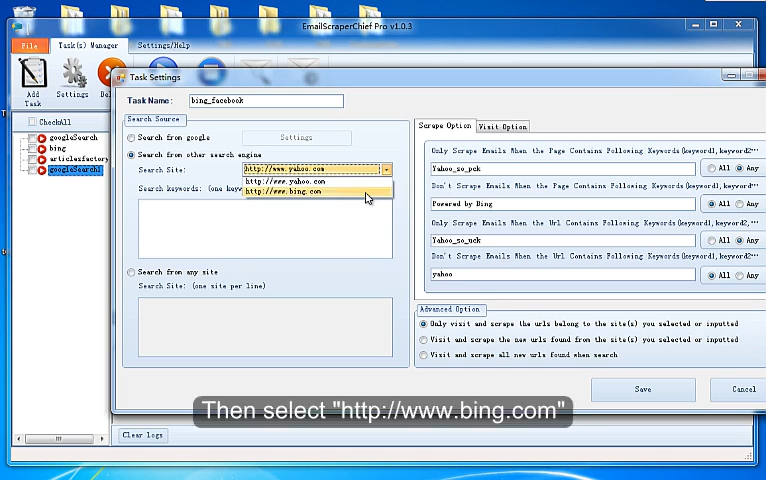 EmailScraperChief Pro v1.0.3
File
Task(s) Manager
Settings/Help
Add
Task
Settings
Task Settings
CheckAll
googleSearch
bing
articlesfactory
googleSearch1
Task Name:
bing_facebook
Search Source
Search from google
Settings
Search from other search engine
Search Site:
http://www.yahoo.com
http://www.yahoo.com
http://www.bing.com
Search keywords: (one keyw
Search from any site
Search Site: (one site per line)
Scrape Option
Visit Option
Only Scrape Emails When the Page Contains Following Keywords(keyword1,keyword2...
Yahoo_so_pck
All Any
Don't Scrape Emails When the Page Contains Following Keywords(keyword1,keyword2...
Powered by Bing
All Any
Only Scrape Emails When the Url Contains Following Keywords(keyword1,keyword2...
Yahoo_so_uck
All Any
Don't Scrape Emails When the Url Contains Following Keywords(keyword1,keyword2...
yahoo
All Any
Advanced Option
Only visit and scrape the urls belong to the site(s) you selected or inputted
Visit and scrape the new urls found from the site(s) you selected or inputted
Visit and scrape all new urls found when search
Save
Cancel
Then select "http://www.bing.com"
Clear logs